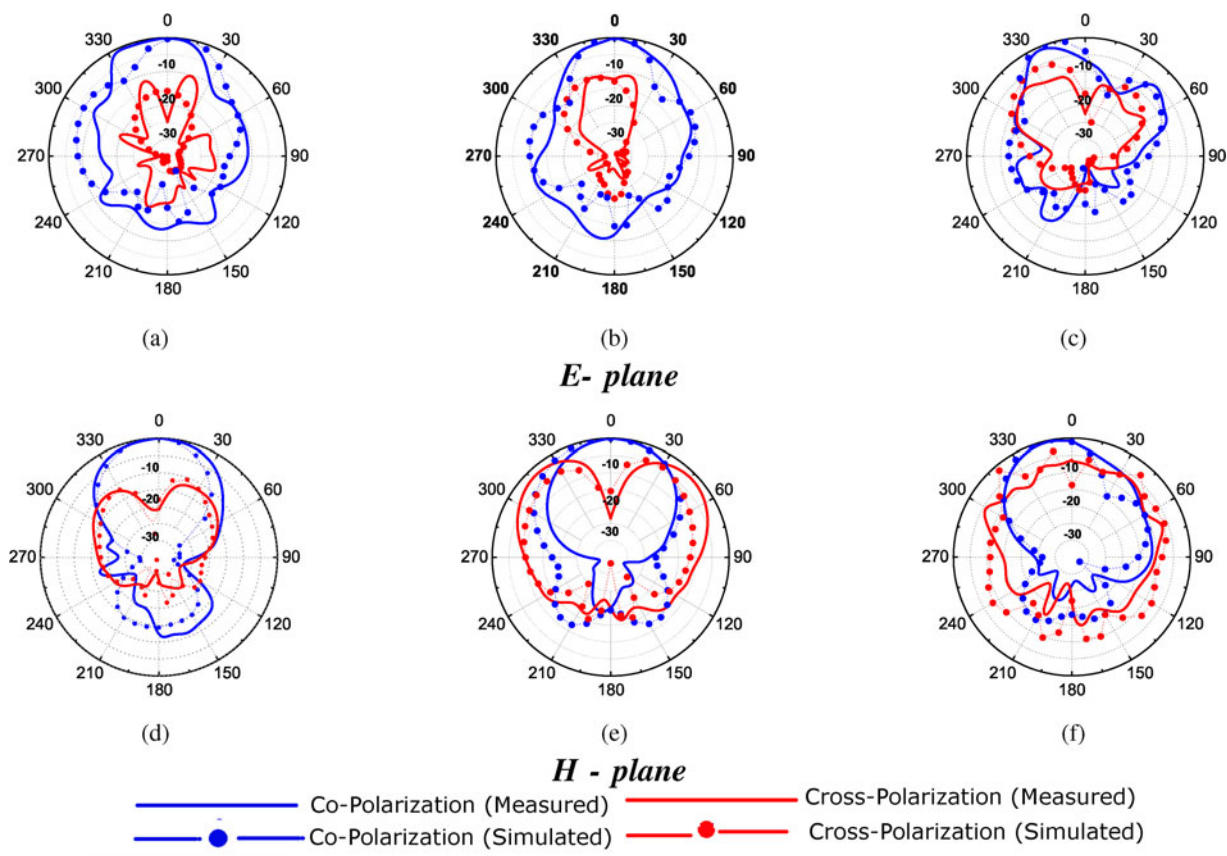 0 0 0
330 30 330 30 330 30
-10 -10 -10
300 60 300 60 300 60
-20 -20 -20
-30 -30 -30
270 90 270 90 270 90
240 120 240 120 240 120
210 150 210 150 210 150
180 180 180
(a) (b) (c)
E- plane
0 0 0
330 30 330 30 330 30
-10 -10 -10
300 60 300 60 300 60
-20 -20 -20
-30 -30 -30
270 90 270 90 270 90
240 120 240 120 240 120
210 150 210 150 210 150
180 180 180
(d) (e) (f)
H - plane
Co-Polarization (Measured) Cross-Polarization (Measured)
Co-Polarization (Simulated) Cross-Polarization (Simulated)